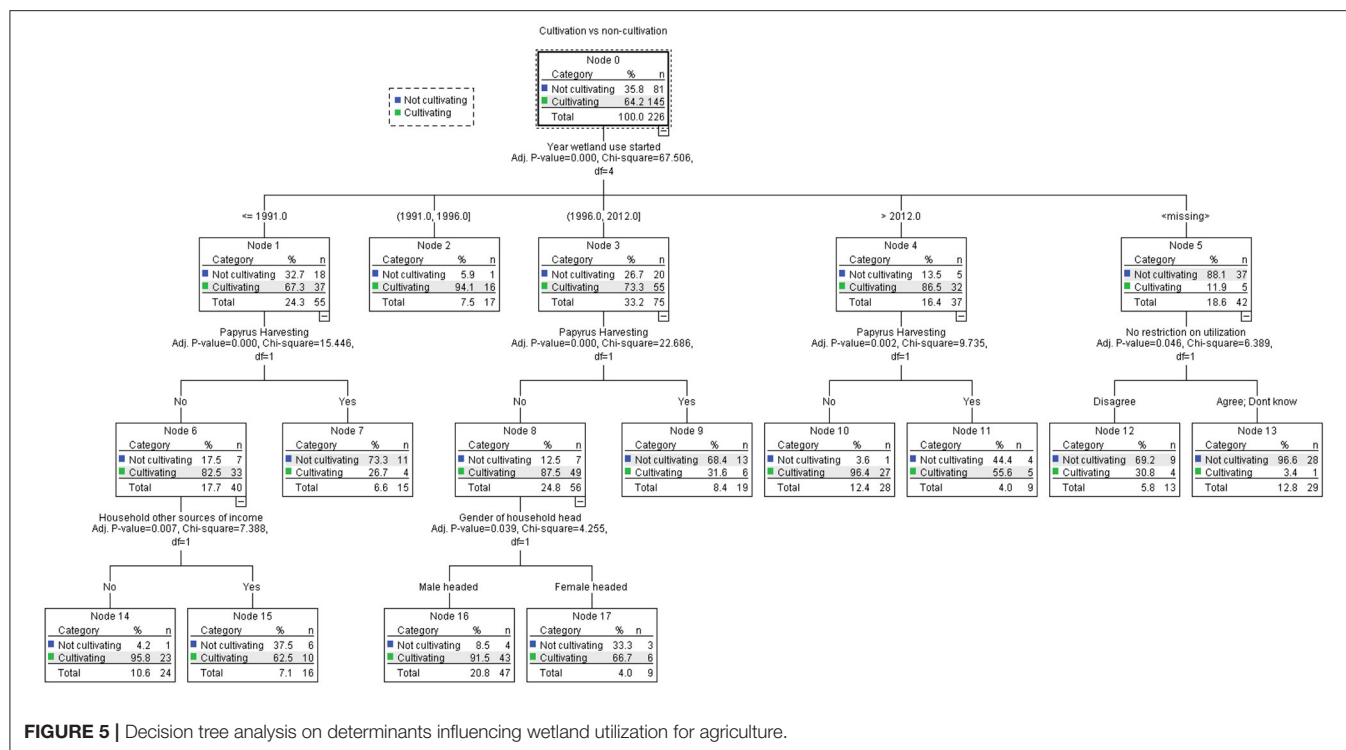 Cultivation vs non-cultivation
Node 0
Category % n
Not cultivating 35.8 81
Cultivating 64.2 145
Total 100.0 226
Not cultivating
Cultivating
Year wetland use started
Adj. P-value=0.000, Chi-square=67.506,
df=4
<= 1991.0
(1991.0, 1996.0]
(1996.0, 2012.0]
> 2012.0
<missing>
Node 1
Category % n
Not cultivating 32.7 18
Cultivating 67.3 37
Total 24.3 55
Node 2
Category % n
Not cultivating 5.9 1
Cultivating 94.1 16
Total 7.5 17
Node 3
Category % n
Not cultivating 26.7 20
Cultivating 73.3 55
Total 33.2 75
Node 4
Category % n
Not cultivating 13.5 5
Cultivating 86.5 32
Total 16.4 37
Node 5
Category % n
Not cultivating 88.1 37
Cultivating 11.9 5
Total 18.6 42
Papyrus Harvesting
Adj. P-value=0.000, Chi-square=15.446,
df=1
Papyrus Harvesting
Adj. P-value=0.000, Chi-square=22.686,
df=1
Papyrus Harvesting
Adj. P-value=0.002, Chi-square=9.735,
df=1
No restriction on utilization
Adj. P-value=0.046, Chi-square=6.389,
df=1
No
Yes
No
Yes
No
Yes
Disagree
Agree; Dont know
Node 6
Category % n
Not cultivating 17.5 7
Cultivating 82.5 33
Total 17.7 40
Node 7
Category % n
Not cultivating 73.3 11
Cultivating 26.7 4
Total 6.6 15
Node 8
Category % n
Not cultivating 12.5 7
Cultivating 87.5 49
Total 24.8 56
Node 9
Category % n
Not cultivating 68.4 13
Cultivating 31.6 6
Total 8.4 19
Node 10
Category % n
Not cultivating 3.6 1
Cultivating 96.4 27
Total 12.4 28
Node 11
Category % n
Not cultivating 44.4 4
Cultivating 55.6 5
Total 4.0 9
Node 12
Category % n
Not cultivating 69.2 9
Cultivating 30.8 4
Total 5.8 13
Node 13
Category % n
Not cultivating 96.6 28
Cultivating 3.4 1
Total 12.8 29
Household other sources of income
Adj. P-value=0.007, Chi-square=7.388,
df=1
Gender of household head
Adj. P-value=0.039, Chi-square=4.255,
df=1
No
Yes
Male headed
Female headed
Node 14
Category % n
Not cultivating 4.2 1
Cultivating 95.8 23
Total 10.6 24
Node 15
Category % n
Not cultivating 37.5 6
Cultivating 62.5 10
Total 7.1 16
Node 16
Category % n
Not cultivating 8.5 4
Cultivating 91.5 43
Total 20.8 47
Node 17
Category % n
Not cultivating 33.3 3
Cultivating 66.7 6
Total 4.0 9
FIGURE 5 | Decision tree analysis on determinants influencing wetland utilization for agriculture.